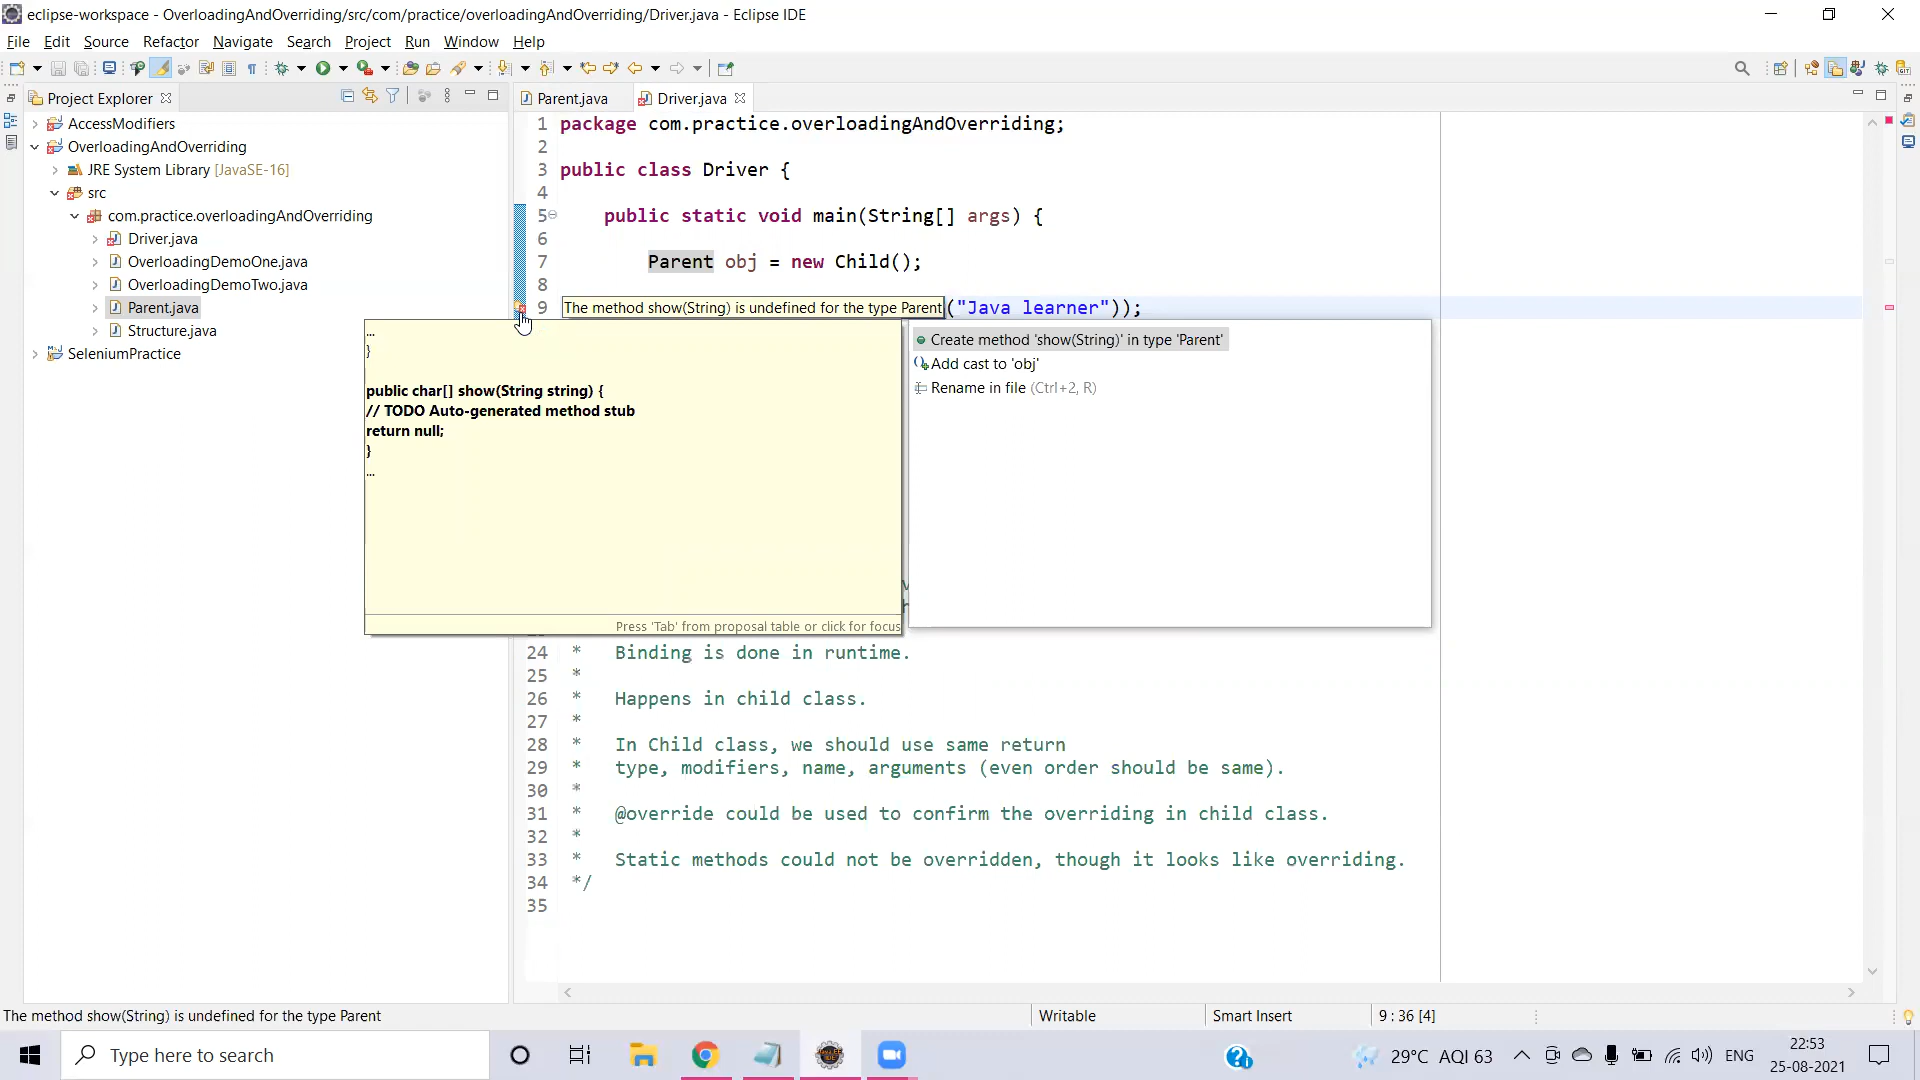 eclipse-workspace - OverloadingAndOverriding/src/com/practice/overloadingAndOverriding/Driver.java - Eclipse IDE
File Edit Source Refactor Navigate Search Project Run Window Help
Project Explorer
AccessModifiers
OverloadingAndOverriding
JRE System Library [JavaSE-16]
src
com.practice.overloadingAndOverriding
Driver.java
OverloadingDemoOne.java
OverloadingDemoTwo.java
Parent.java
Structure.java
SeleniumPractice
Parent.java Driver.java
1 package com.practice.overloadingAndOverriding;
2
3 public class Driver {
4
5 public static void main(String[] args) {
6
7 Parent obj = new Child();
8
9 The method show(String) is undefined for the type Parent ("Java learner"));
...
}
public char[] show(String string) {
// TODO Auto-generated method stub
return null;
}
...
Press 'Tab' from proposal table or click for focus
Create method 'show(String)' in type 'Parent'
Add cast to 'obj'
Rename in file (Ctrl+2, R)
24 * Binding is done in runtime.
25 *
26 * Happens in child class.
27 *
28 * In Child class, we should use same return
29 * type, modifiers, name, arguments (even order should be same).
30 *
31 * @override could be used to confirm the overriding in child class.
32 *
33 * Static methods could not be overridden, though it looks like overriding.
34 */
35
The method show(String) is undefined for the type Parent Writable Smart Insert 9 : 36 [4]
Type here to search 29°C AQI 63 ENG 22:53
25-08-2021